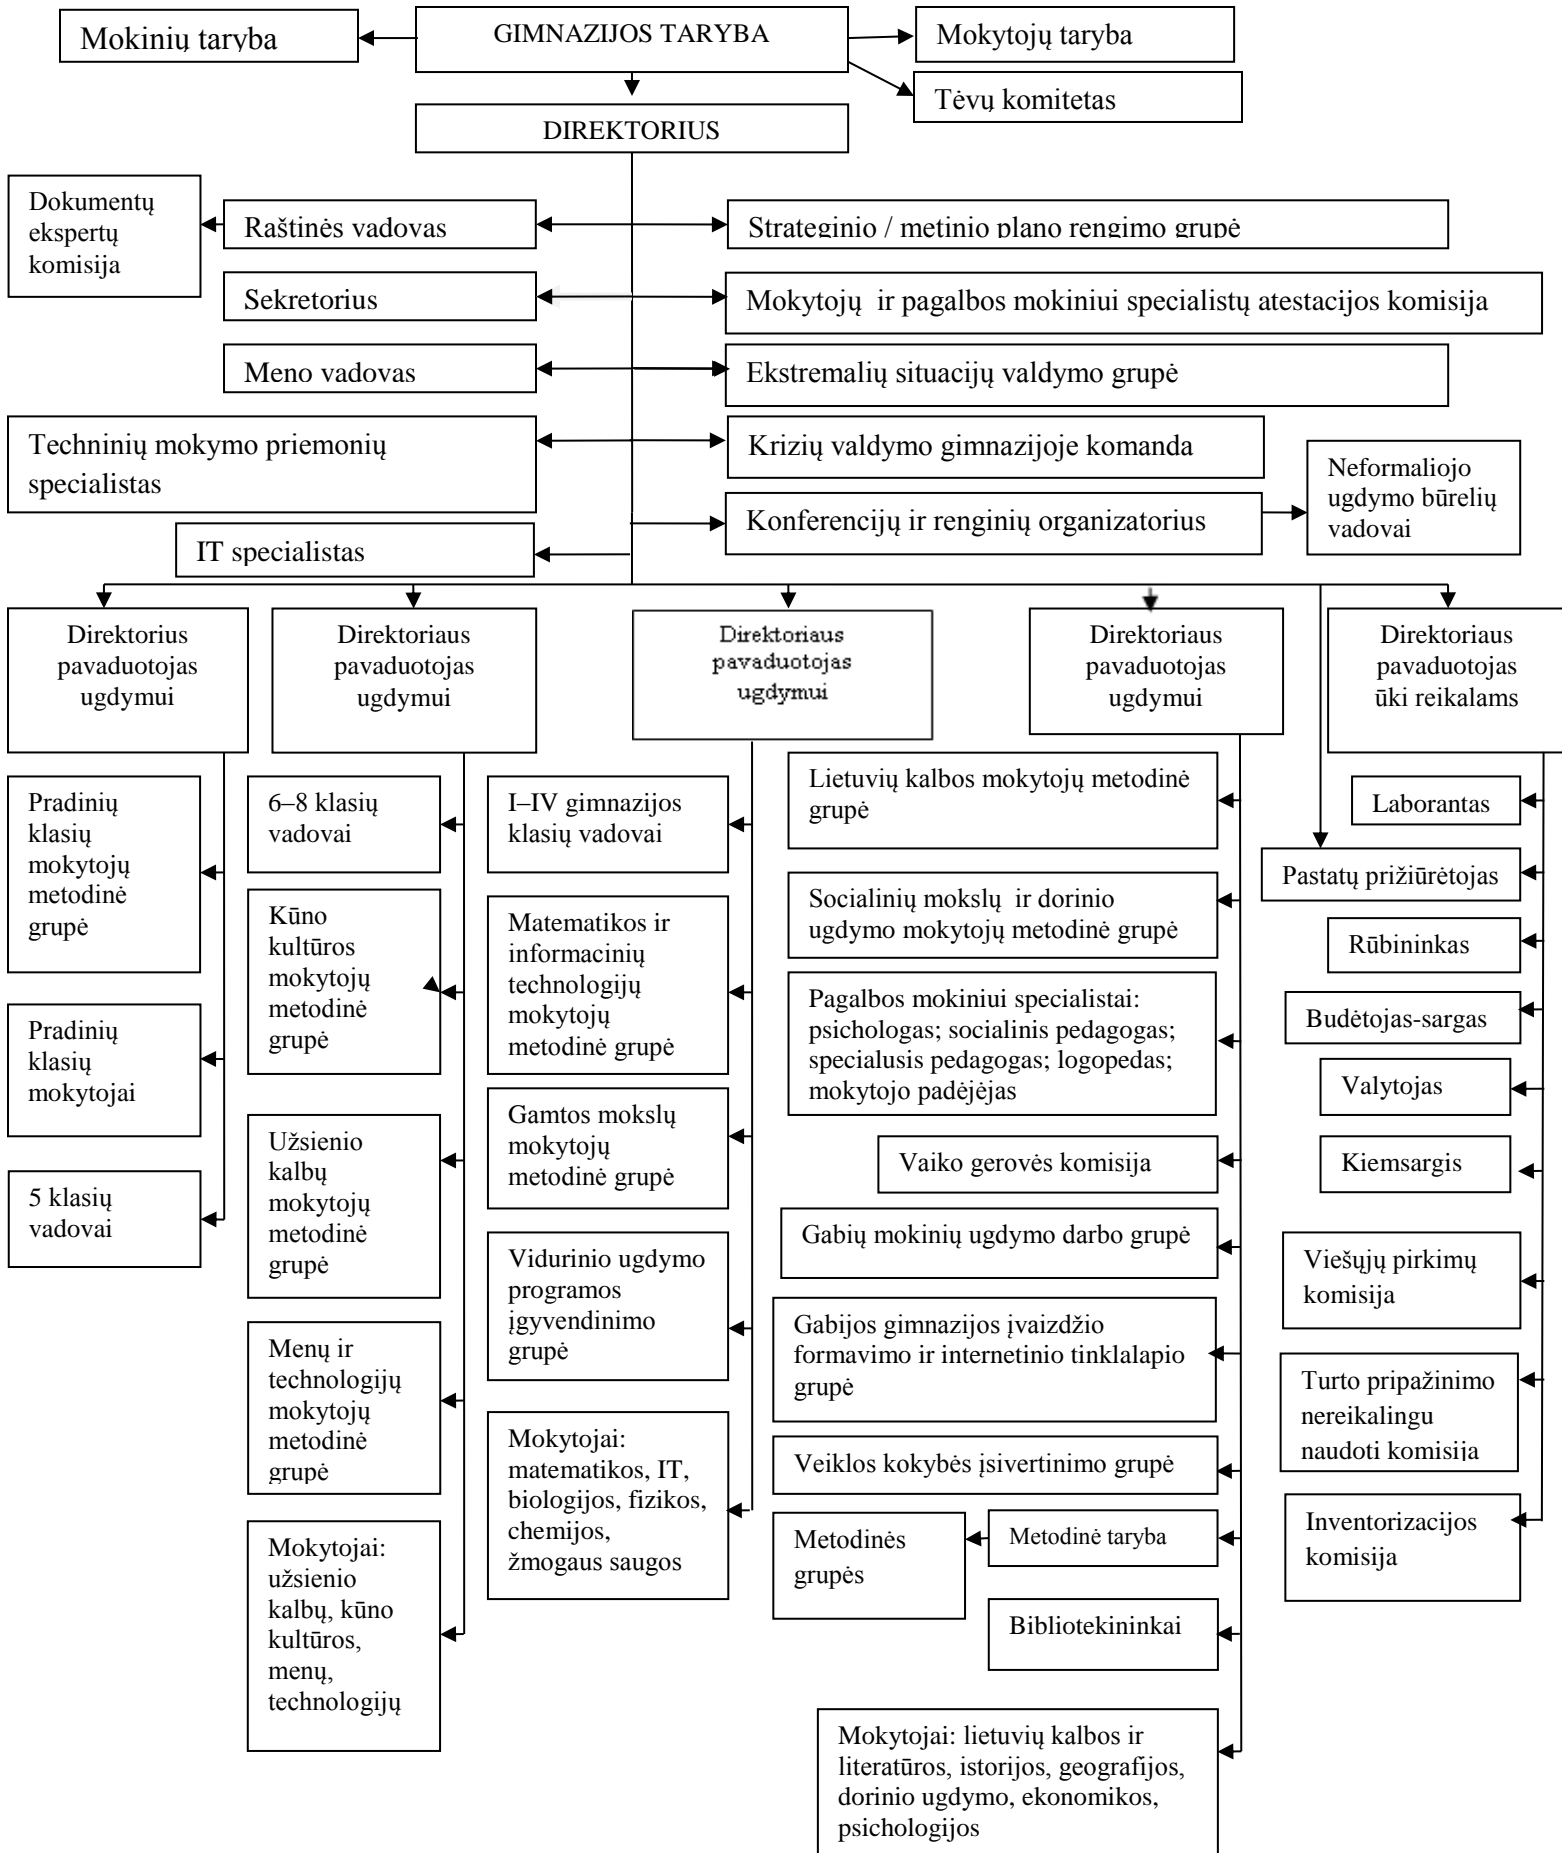 Mokinių taryba
GIMNAZIJOS TARYBA
Mokytojų taryba
Tėvų komitetas
DIREKTORIUS
Dokumentų
ekspertų
komisija
Raštinės vadovas
Strateginio / metinio plano rengimo grupė
Sekretorius
Mokytojų ir pagalbos mokiniui specialistų atestacijos komisija
Meno vadovas
Ekstremalių situacijų valdymo grupė
Techninių mokymo priemonių
specialistas
Krizių valdymo gimnazijoje komanda
Neformaliojo
ugdymo būrelių
vadovai
Konferencijų ir renginių organizatorius
IT specialistas
Direktorius
pavaduotojas
ugdymui
Direktoriaus
pavaduotojas
ugdymui
Direktoriaus
pavaduotojas
ugdymui
Direktoriaus
pavaduotojas
ugdymui
Direktoriaus
pavaduotojas
ūki reikalams
Pradinių
klasių
mokytojų
metodinė
grupė
Pradinių
klasių
mokytojai
5 klasių
vadovai
6–8 klasių
vadovai
Kūno
kultūros
mokytojų
metodinė
grupė
Užsienio
kalbų
mokytojų
metodinė
grupė
Menų ir
technologijų
mokytojų
metodinė
grupė
Mokytojai:
užsienio
kalbų, kūno
kultūros,
menų,
technologijų
I–IV gimnazijos
klasių vadovai
Matematikos ir
informacinių
technologijų
mokytojų
metodinė grupė
Gamtos mokslų
mokytojų
metodinė grupė
Vidurinio ugdymo
programos
įgyvendinimo
grupė
Mokytojai:
matematikos, IT,
biologijos, fizikos,
chemijos,
žmogaus saugos
Lietuvių kalbos mokytojų metodinė
grupė
Socialinių mokslų ir dorinio
ugdymo mokytojų metodinė grupė
Pagalbos mokiniui specialistai:
psichologas; socialinis pedagogas;
specialusis pedagogas; logopedas;
mokytojo padėjėjas
Vaiko gerovės komisija
Gabių mokinių ugdymo darbo grupė
Gabijos gimnazijos įvaizdžio
formavimo ir internetinio tinklalapio
grupė
Veiklos kokybės įsivertinimo grupė
Metodinės
grupės
Metodinė taryba
Bibliotekininkai
Mokytojai: lietuvių kalbos ir
literatūros, istorijos, geografijos,
dorinio ugdymo, ekonomikos,
psichologijos
Laborantas
Pastatų prižiūrėtojas
Rūbininkas
Budėtojas-sargas
Valytojas
Kiemsargis
Viešųjų pirkimų
komisija
Turto pripažinimo
nereikalingu
naudoti komisija
Inventorizacijos
komisija